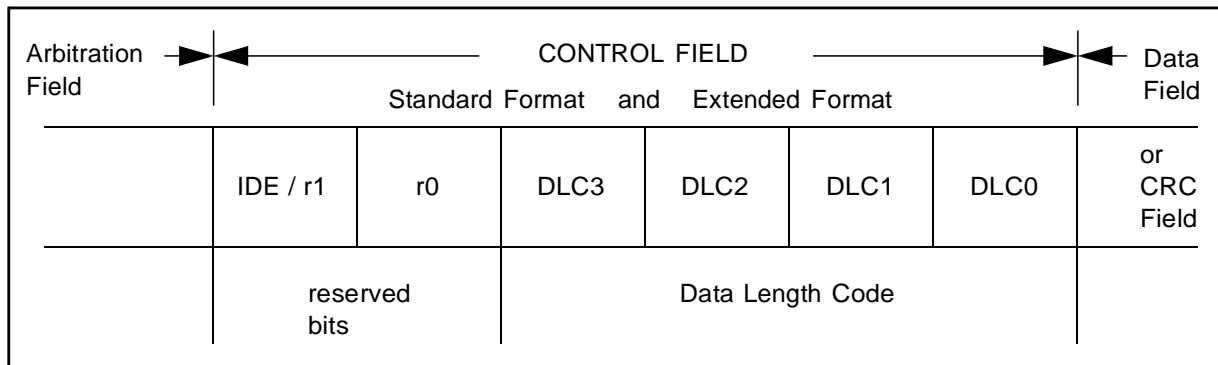 Arbitration Field
CONTROL FIELD
Data Field
Standard Format and Extended Format
IDE / r1
r0
DLC3
DLC2
DLC1
DLC0
or CRC Field
reserved bits
Data Length Code